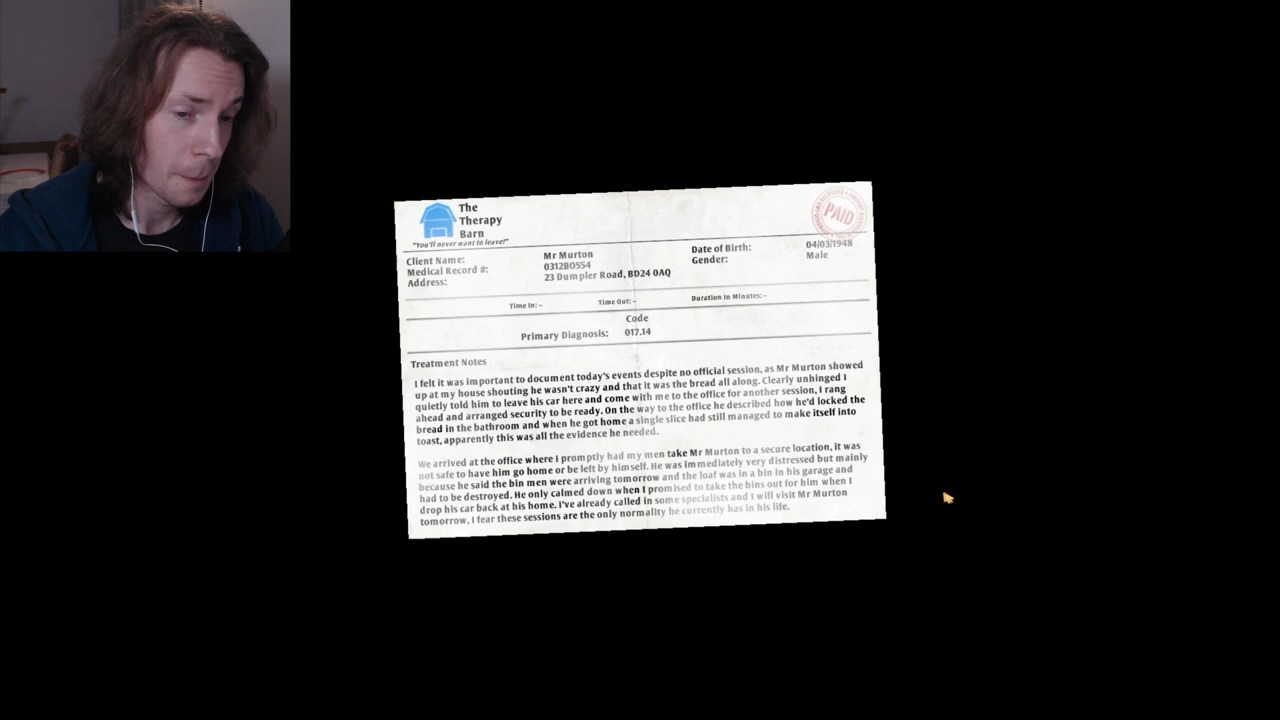 The
Therapy
Barn
"You'll never want to leave!"
PAID
Client Name: Mr Murton Date of Birth: 04/03/1948
Medical Record #: 0312B0554 Gender: Male
Address: 23 Dumpler Road, BD24 0AQ
Time In: - Time Out: - Duration In Minutes: -
Code
Primary Diagnosis: 017.14
Treatment Notes
I felt it was important to document today's events despite no official session, as Mr Murton showed
up at my house shouting he wasn't crazy and that it was the bread all along. Clearly unhinged I
quietly told him to leave his car here and come with me to the office for another session, I rang
ahead and arranged security to be ready. On the way to the office he described how he'd locked the
bread in the bathroom and when he got home a single slice had still managed to make itself into
toast, apparently this was all the evidence he needed.
We arrived at the office where I promptly had my men take Mr Murton to a secure location, it was
not safe to have him go home or be left by himself. He was immediately very distressed but mainly
because he said the bin men were arriving tomorrow and the loaf was in a bin in his garage and
had to be destroyed. He only calmed down when I promised to take the bins out for him when I
drop his car back at his home. I've already called in some specialists and I will visit Mr Murton
tomorrow, I fear these sessions are the only normality he currently has in his life.